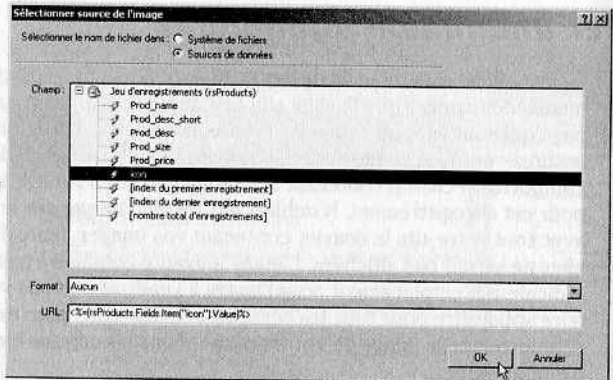 Sélectionner source de l'image
Sélectionner le nom de fichier dans : Système de fichiers
Sources de données
Champ : Jeu d'enregistrements (rsProducts)
Prod_name
Prod_desc_short
Prod_desc
Prod_size
Prod_price
icon
[index du premier enregistrement]
[index du dernier enregistrement]
[nombre total d'enregistrements]
Format : Aucun
URL: <%=(rsProducts.Fields.Item("icon").Value)%>
OK Annuler